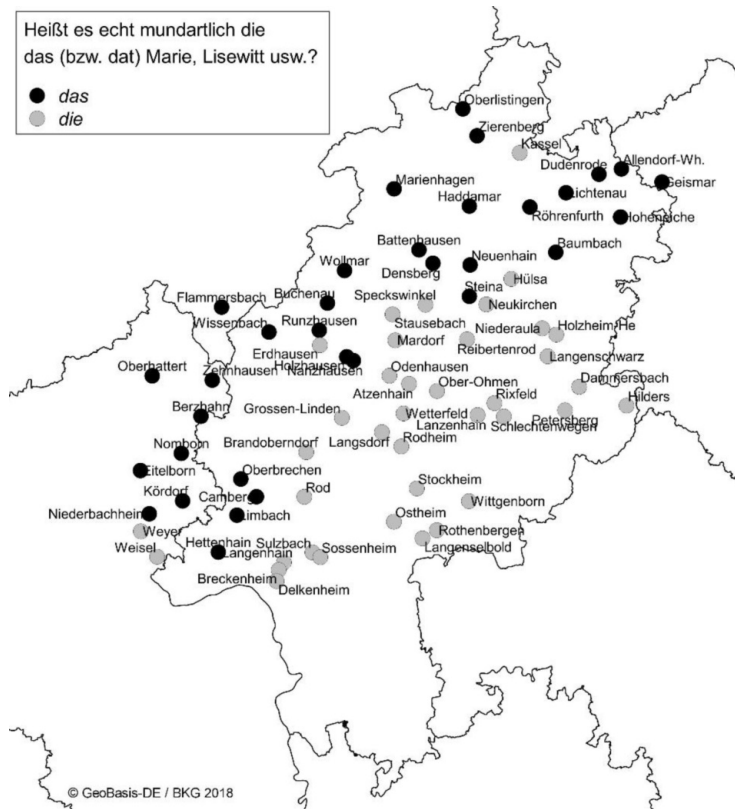 Heißt es echt mundartlich die
das (bzw. dat) Marie, Lisewitt usw.?
das
die
Oberlistingen
Zierenberg
Kassel
Dudenrode
Allendorf-Wh.
Geismar
Marienhagen
Lichtenau
Haddamar
Röhrenfurth
Hoheneiche
Battenhausen
Baumbach
Neuenhain
Wollmar
Densberg
Hülsa
Steina
Buchenau
Speckswinkel
Neukirchen
Flammersbach
Wissenbach
Runzhausen
Stausebach
Niederaula
Holzheim-He
Mardorf
Reibertenrod
Erdhausen
Langenschwarz
Holzhausen
Nanzhausen
Oberhattert
Zehnhausen
Odenhausen
Dammersbach
Atzenhain
Ober-Ohmen
Rixfeld
Hilders
Berzhahn
Grossen-Linden
Wetterfeld
Lanzenhain
Petersberg
Schlechtenwegen
Nomborn
Brandoberndorf
Langsdorf
Rodheim
Eitelborn
Oberbrechen
Stockheim
Kördorf
Camberg
Rod
Wittgenborn
Niederbachheim
Limbach
Ostheim
Weyer
Rothenbergen
Weisel
Hettenhain
Sulzbach
Sossenheim
Langenselbold
Langenhain
Breckenheim
Delkenheim
© GeoBasis-DE / BKG 2018